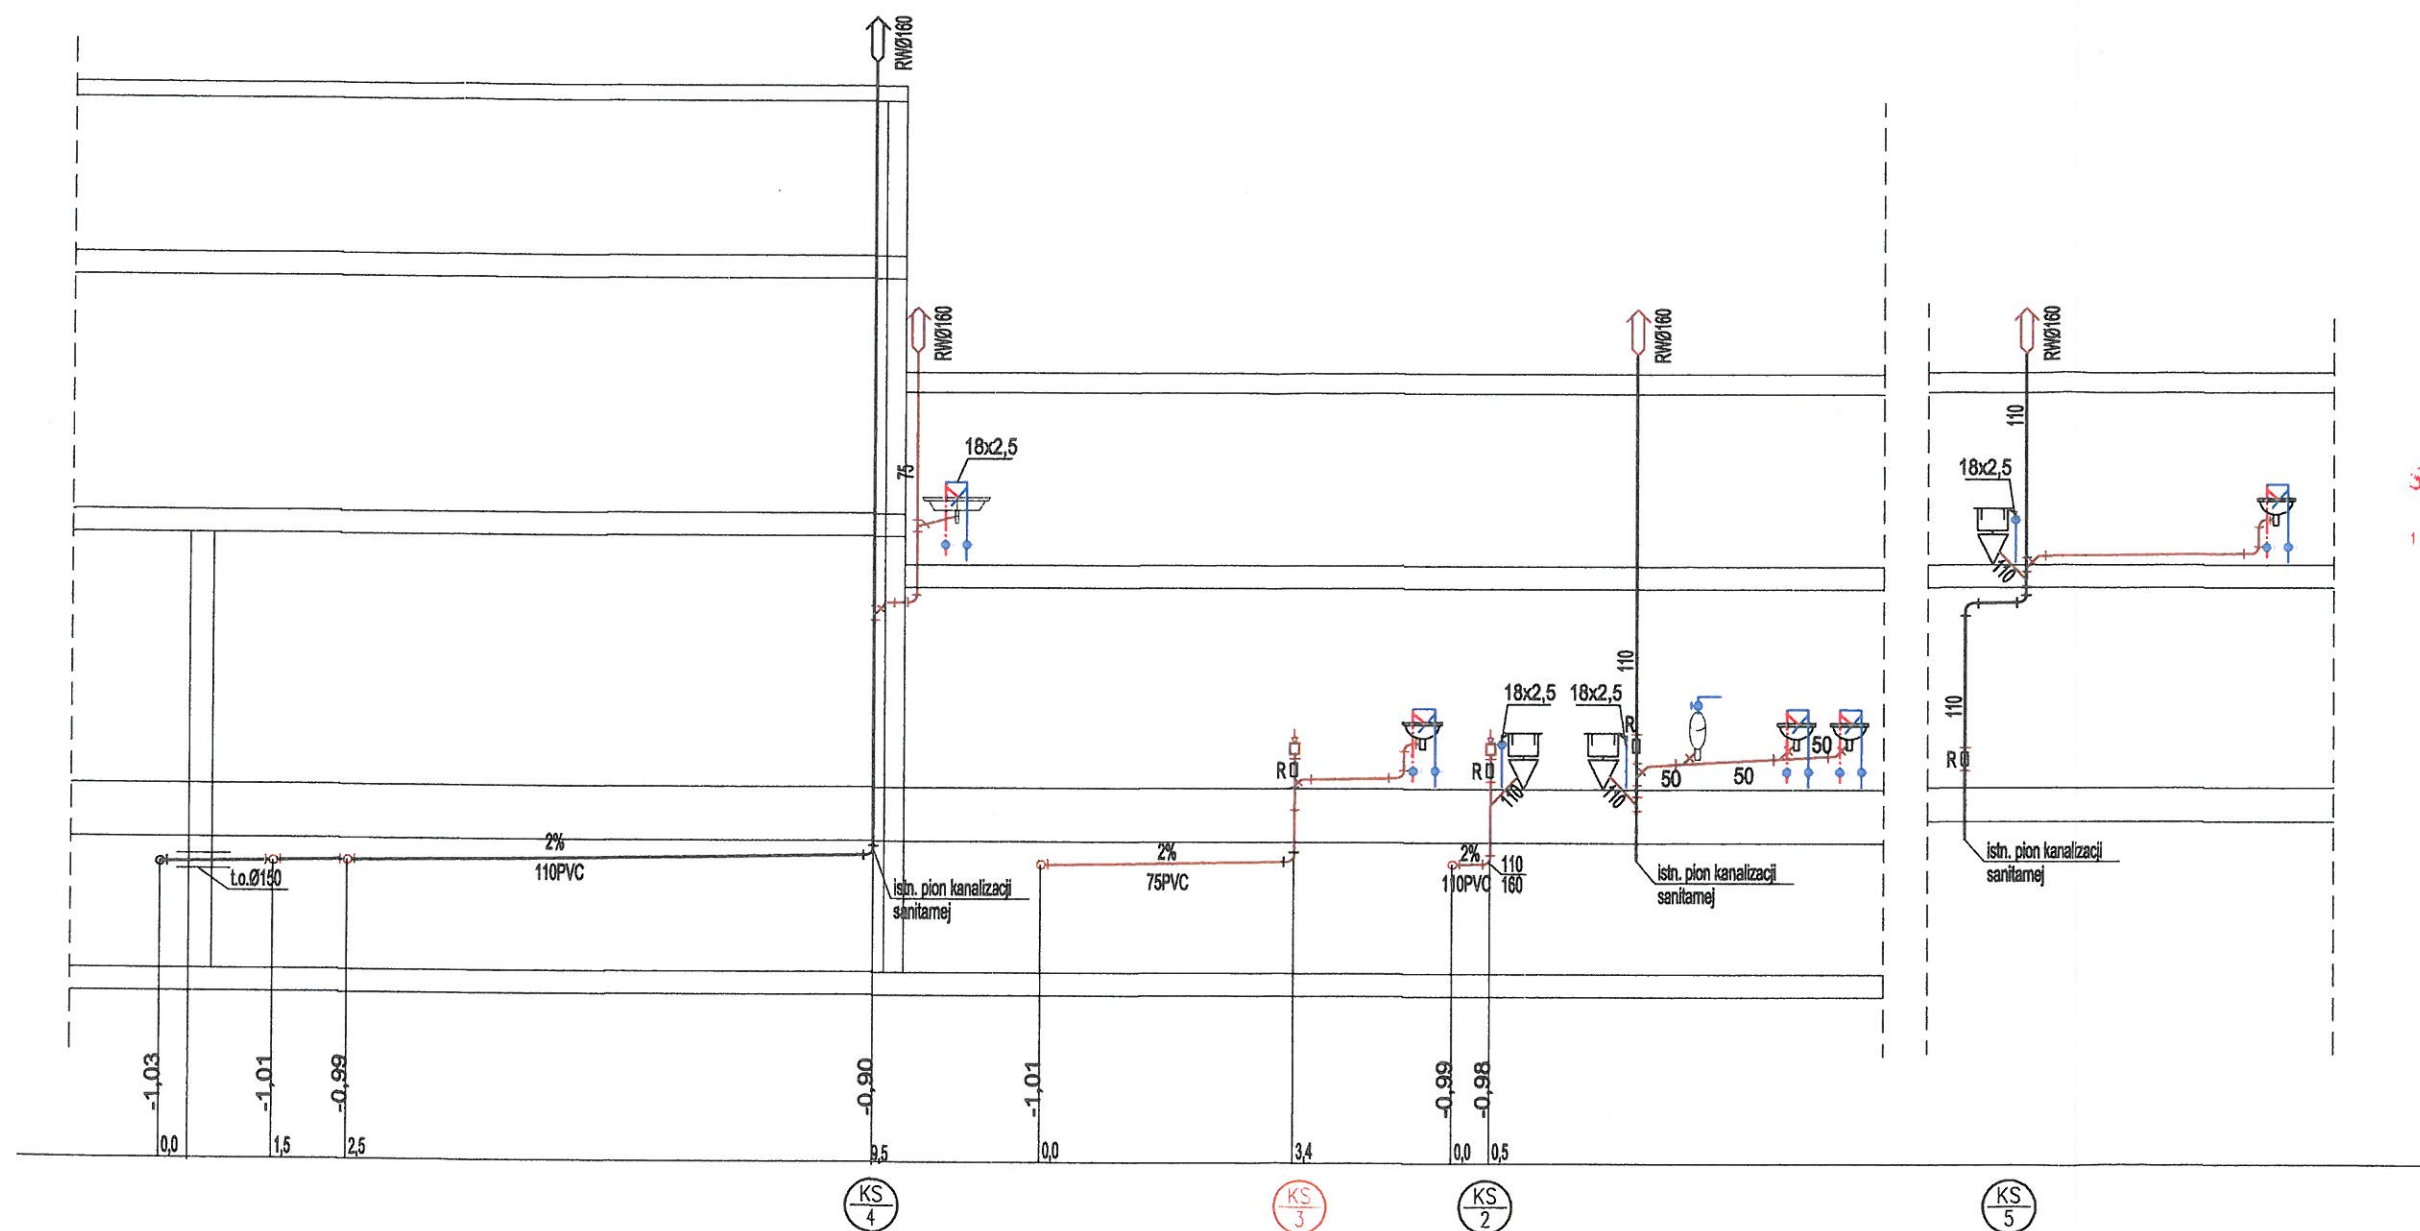 RWØ160
RWØ160
RWØ160
RWØ160
75
18x2,5
110
18x2,5
110
110
18x2,5
18x2,5
110
R
R
R
110
110
50
50
50
R
2%
110PVC
t.o.Ø150
istn. pion kanalizacji
sanitarnej
2%
75PVC
2%
110PVC
110
160
istn. pion kanalizacji
sanitarnej
istn. pion kanalizacji
sanitarnej
-1,03
-1,01
-0,99
-0,90
-1,01
-0,99
-0,98
0,0
1,5
2,5
9,5
0,0
3,4
0,0
0,5
KS
4
KS
3
KS
2
KS
5